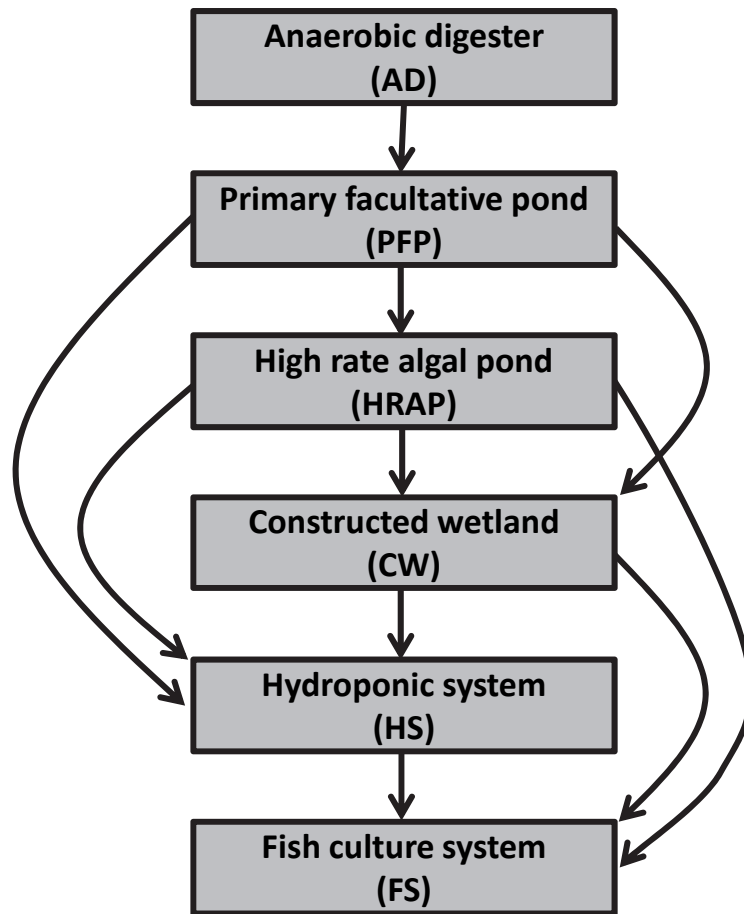 Anaerobic digester
(AD)
Primary facultative pond
(PFP)
High rate algal pond
(HRAP)
Constructed wetland
(CW)
Hydroponic system
(HS)
Fish culture system
(FS)